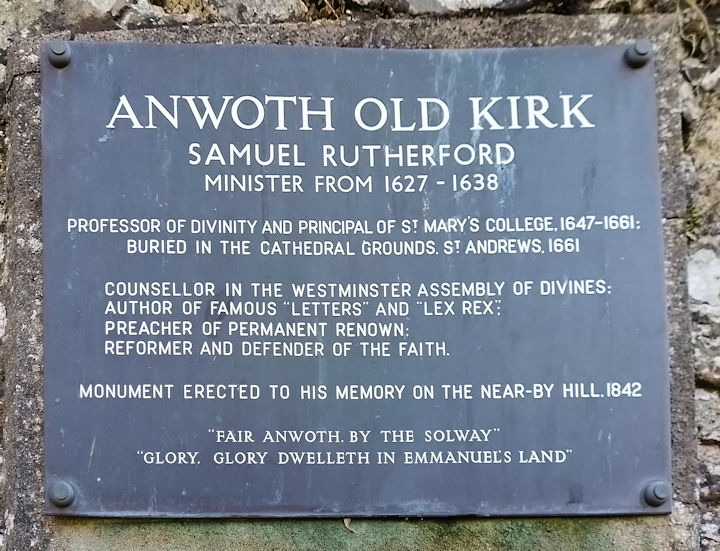 ANWOTH OLD KIRK
SAMUEL RUTHERFORD
MINISTER FROM 1627 - 1638
PROFESSOR OF DIVINITY AND PRINCIPAL OF ST MARY'S COLLEGE, 1647-1661:
BURIED IN THE CATHEDRAL GROUNDS, ST ANDREWS, 1661
COUNSELLOR IN THE WESTMINSTER ASSEMBLY OF DIVINES;
AUTHOR OF FAMOUS "LETTERS" AND "LEX REX";
PREACHER OF PERMANENT RENOWN;
REFORMER AND DEFENDER OF THE FAITH.
MONUMENT ERECTED TO HIS MEMORY ON THE NEAR-BY HILL, 1842
"FAIR ANWOTH, BY THE SOLWAY"
"GLORY, GLORY DWELLETH IN EMMANUEL'S LAND"